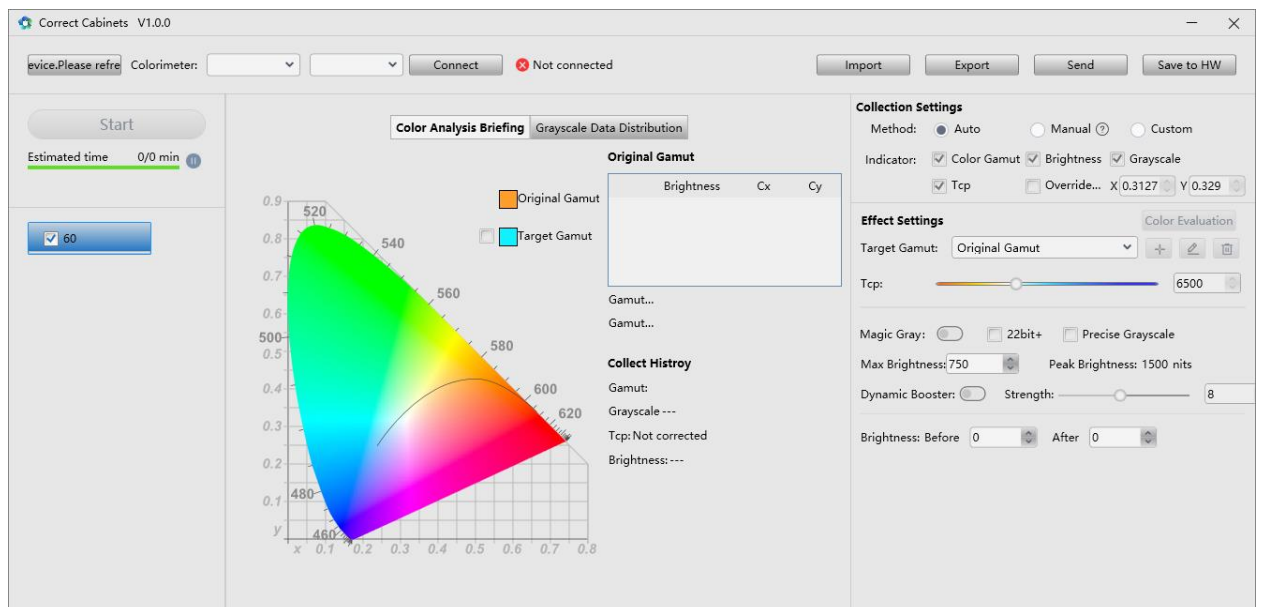 Correct Cabinets V1.0.0
evice.Please refre Colorimeter: Connect Not connected Import Export Send Save to HW
Start
Estimated time 0/0 min
60
Color Analysis Briefing Grayscale Data Distribution
Original Gamut
Brightness Cx Cy
Original Gamut
Target Gamut
0.9
0.8
0.7
0.6
0.5
0.4
0.3
0.2
0.1
y
x 0.1 0.2 0.3 0.4 0.5 0.6 0.7 0.8
520
540
560
580
600
620
500
480
460
Gamut...
Gamut...
Collect Histroy
Gamut:
Grayscale ---
Tcp: Not corrected
Brightness: ---
Collection Settings
Method: Auto Manual ? Custom
Indicator: Color Gamut Brightness Grayscale
Tcp Override... X 0.3127 Y 0.329
Effect Settings Color Evaluation
Target Gamut: Original Gamut
Tcp: 6500
Magic Gray: 22bit+ Precise Grayscale
Max Brightness: 750 Peak Brightness: 1500 nits
Dynamic Booster: Strength: 8
Brightness: Before 0 After 0